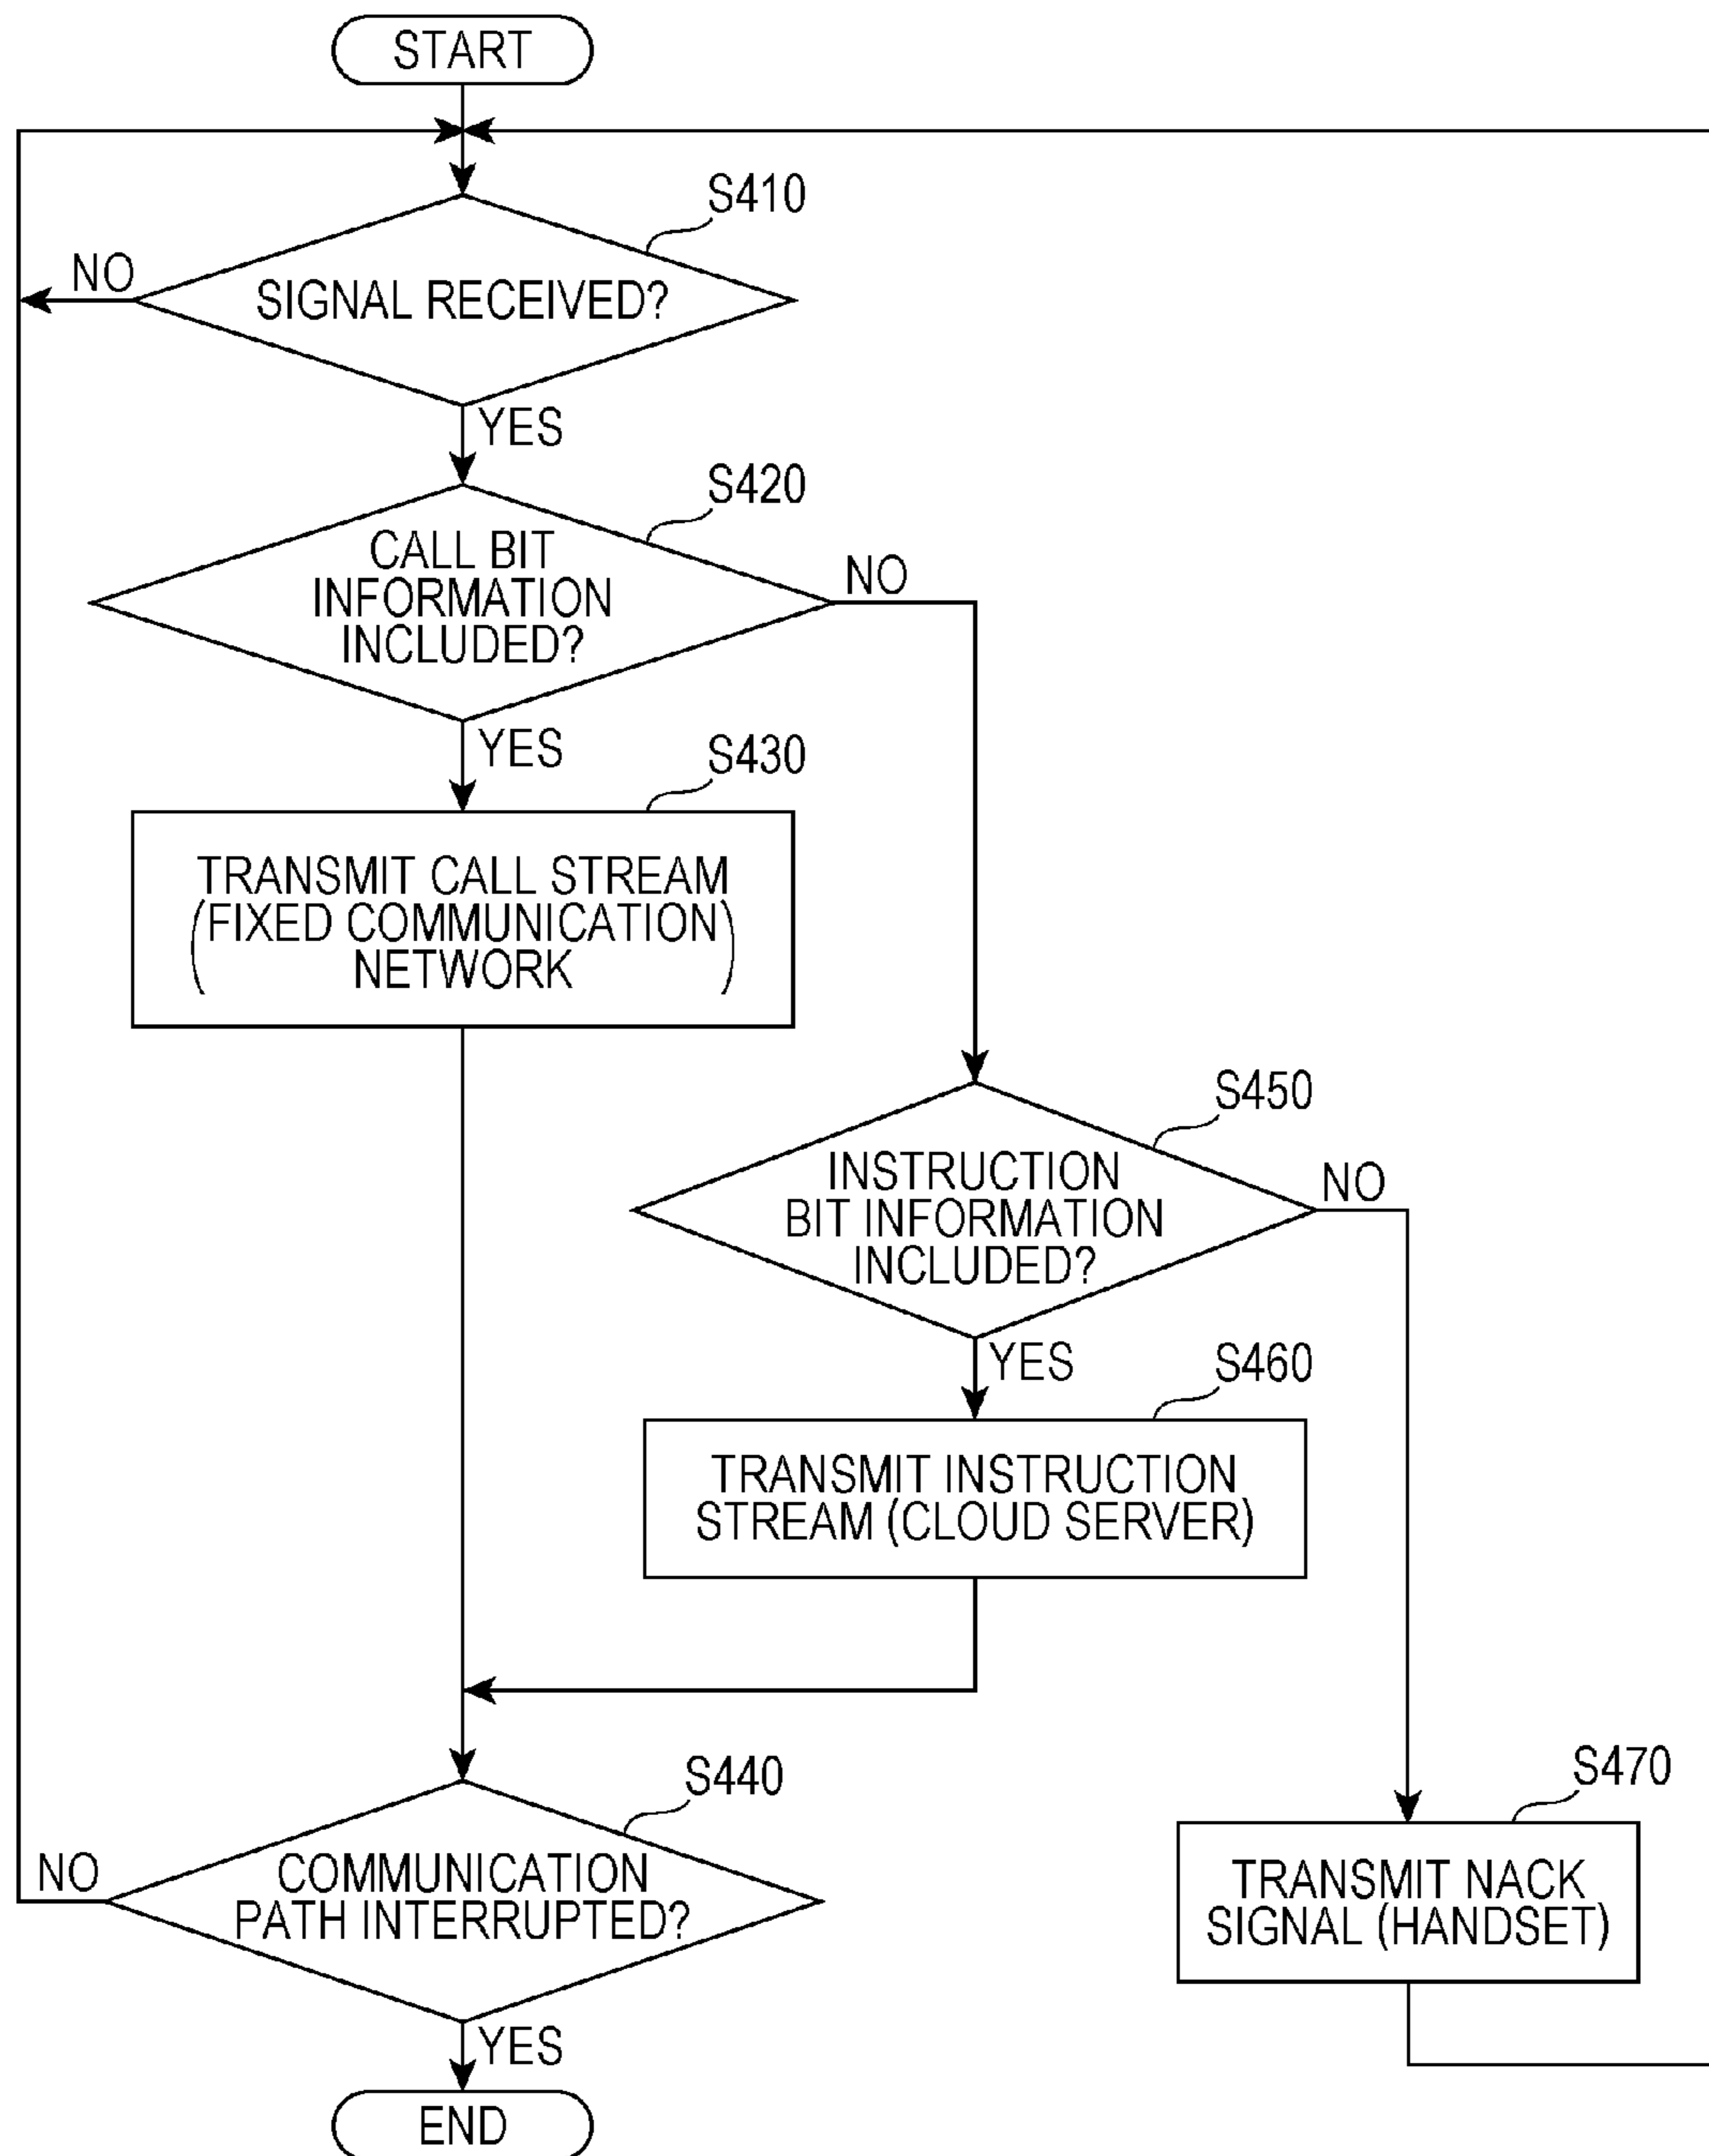 START
S410
NO
SIGNAL RECEIVED?
YES
S420
CALL BIT
INFORMATION
INCLUDED?
NO
YES
S430
TRANSMIT CALL STREAM
(FIXED COMMUNICATION
NETWORK)
S450
INSTRUCTION
BIT INFORMATION
INCLUDED?
NO
YES
S460
TRANSMIT INSTRUCTION
STREAM (CLOUD SERVER)
S440
NO
COMMUNICATION
PATH INTERRUPTED?
YES
S470
TRANSMIT NACK
SIGNAL (HANDSET)
END